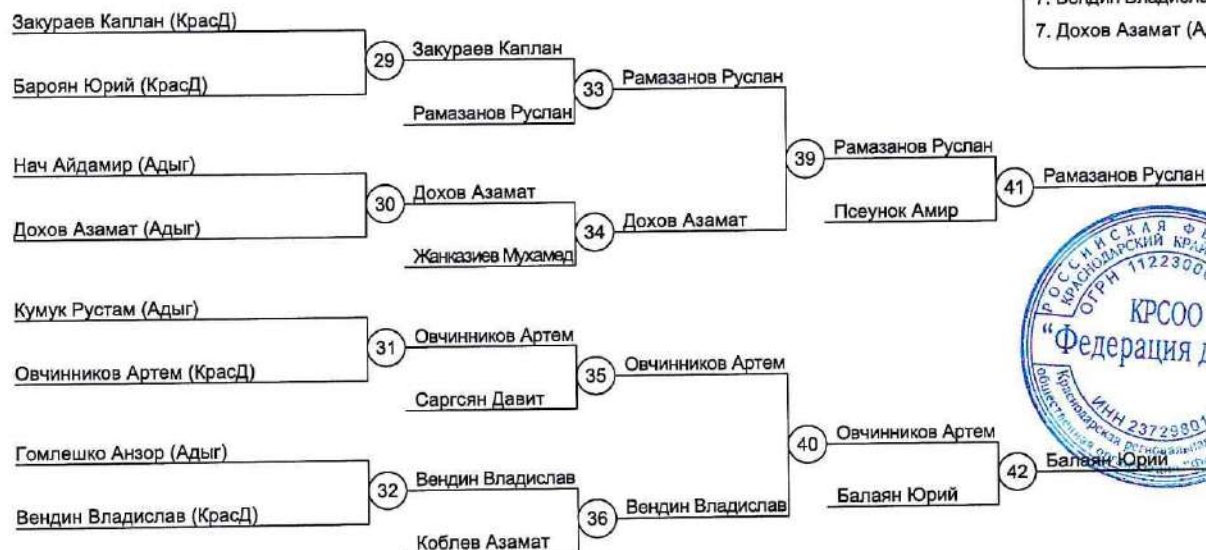 7. Дохов Азамат
Закураев Каплан (КрасД)
29 Закураев Каплан
Бароян Юрий (КрасД)
33 Рамазанов Руслан
Рамазанов Руслан
39 Рамазанов Руслан
Нач Айдамир (Адыг)
30 Дохов Азамат
Дохов Азамат (Адыг)
34 Дохов Азамат
Жанказиев Мухамед
Псеунок Амир
41 Рамазанов Руслан
Кумук Рустам (Адыг)
31 Овчинников Артем
Овчинников Артем (КрасД)
35 Овчинников Артем
Саргсян Давит
40 Овчинников Артем
Гомлешко Анзор (Адыг)
32 Вендин Владислав
Вендин Владислав (КрасД)
36 Вендин Владислав
Коблев Азамат
Балаян Юрий
42 Балаян Юрий
КРАСНОДАРСКИЙ
КРСОО
"Федерация